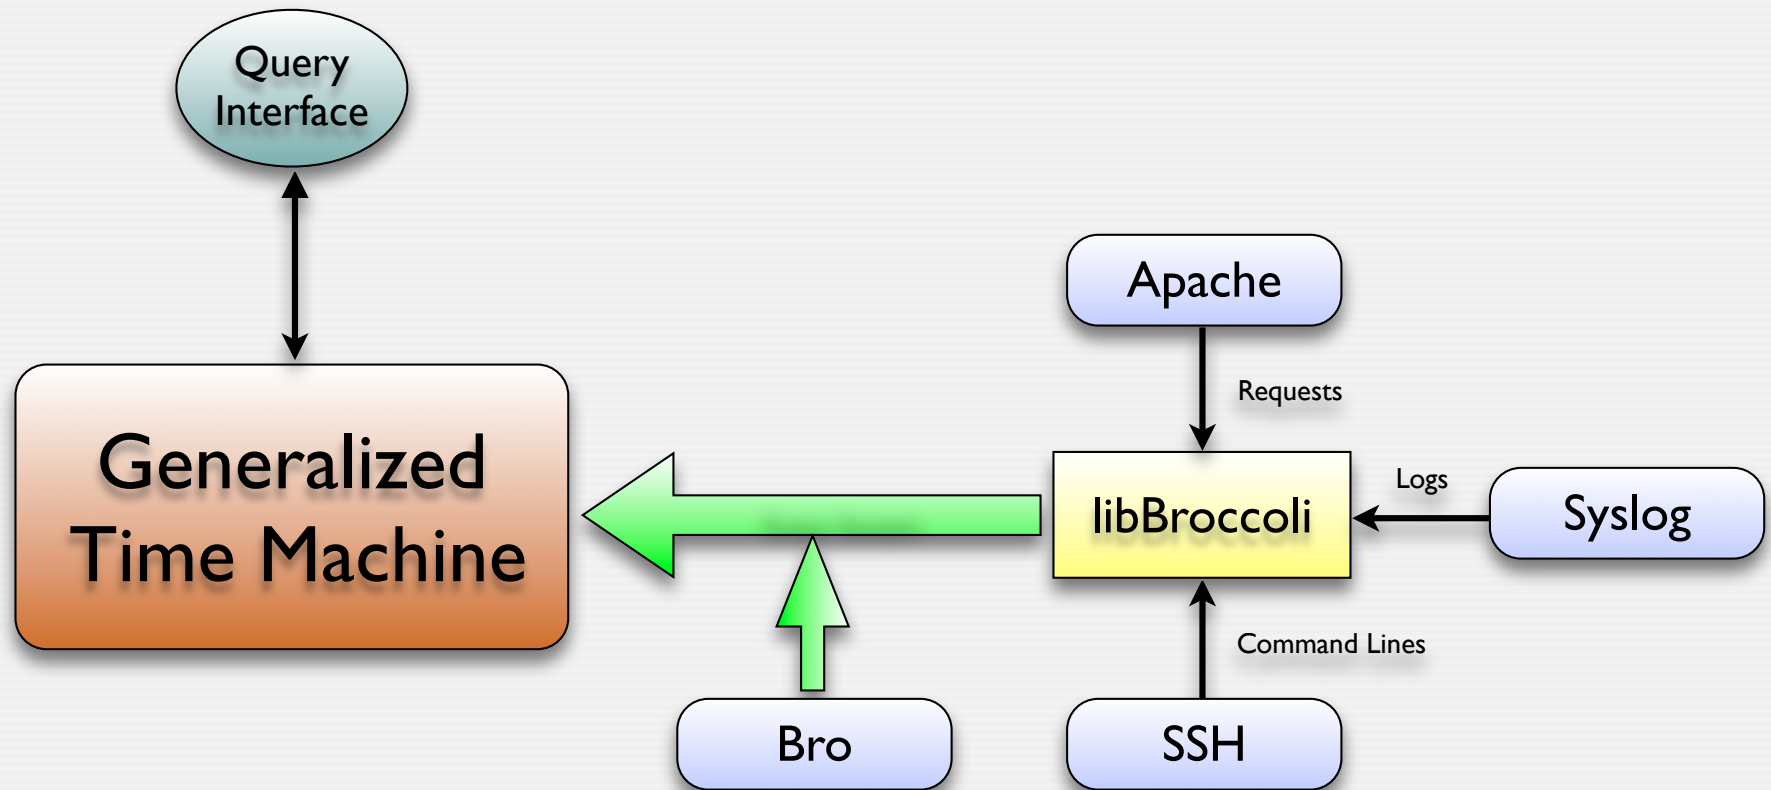 Query
Interface
Apache
Requests
Generalized
Time Machine
libBroccoli
Logs
Syslog
Command Lines
Bro
SSH